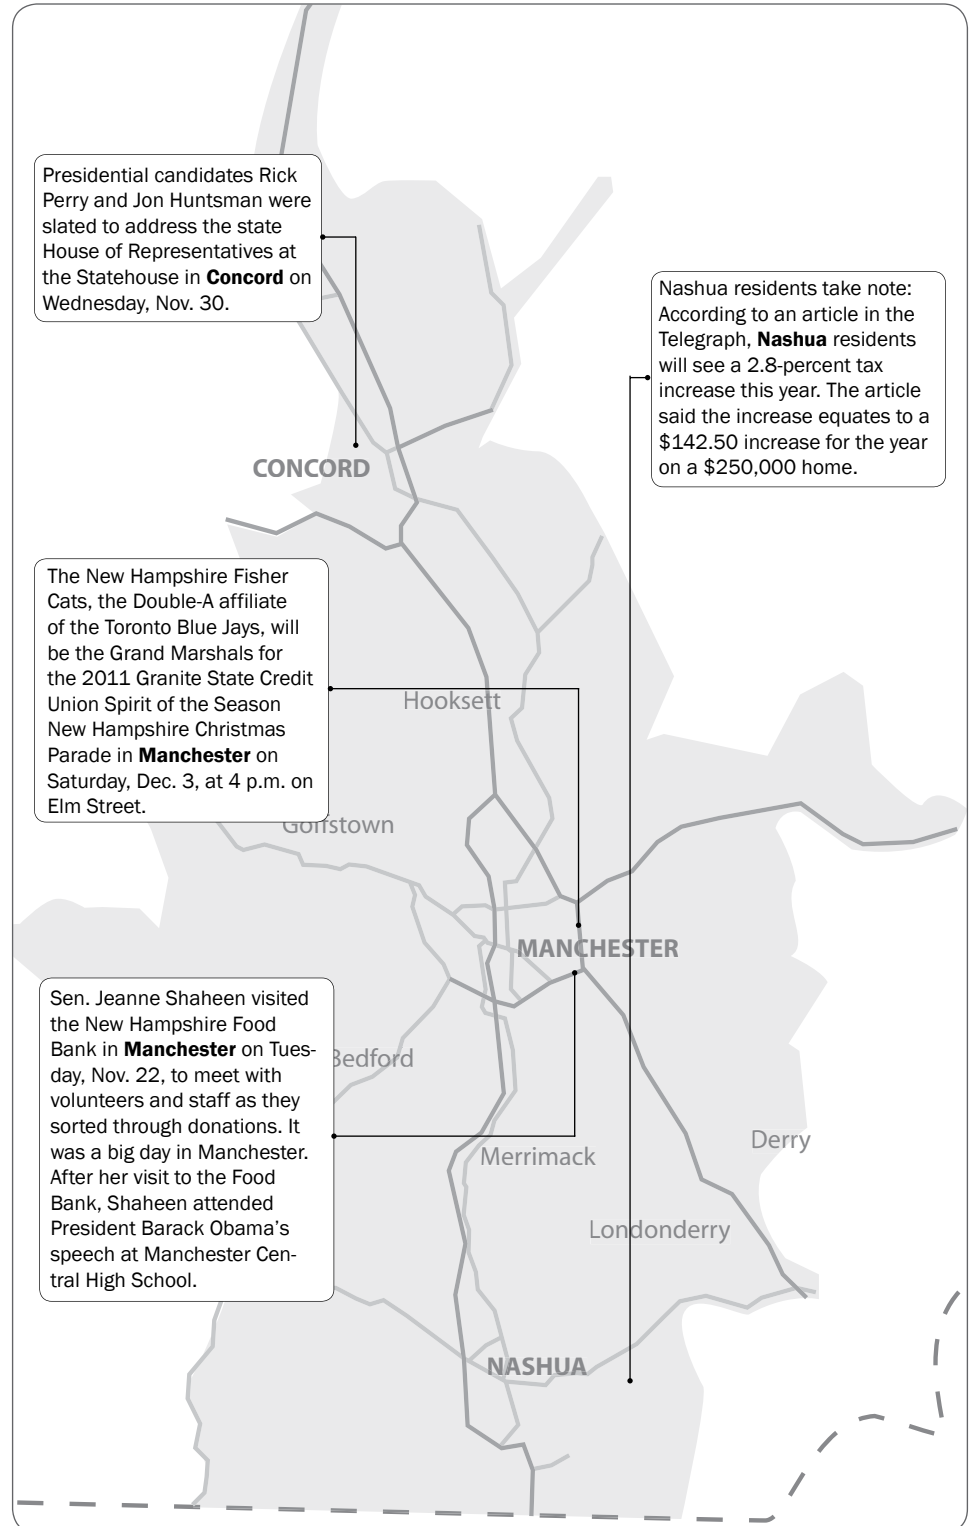 Presidential candidates Rick
Perry and Jon Huntsman were
slated to address the state
House of Representatives at
the Statehouse in Concord on
Wednesday, Nov. 30.
Nashua residents take note:
According to an article in the
Telegraph, Nashua residents
will see a 2.8-percent tax
increase this year. The article
said the increase equates to a
$142.50 increase for the year
on a $250,000 home.
CONCORD
The New Hampshire Fisher
Cats, the Double-A affiliate
of the Toronto Blue Jays, will
be the Grand Marshals for
the 2011 Granite State Credit
Union Spirit of the Season
New Hampshire Christmas
Parade in Manchester on
Saturday, Dec. 3, at 4 p.m. on
Elm Street.
Hooksett
Goffstown
MANCHESTER
Sen. Jeanne Shaheen visited
the New Hampshire Food
Bank in Manchester on Tues-
day, Nov. 22, to meet with
volunteers and staff as they
sorted through donations. It
was a big day in Manchester.
After her visit to the Food
Bank, Shaheen attended
President Barack Obama's
speech at Manchester Cen-
tral High School.
Bedford
Derry
Merrimack
Londonderry
NASHUA